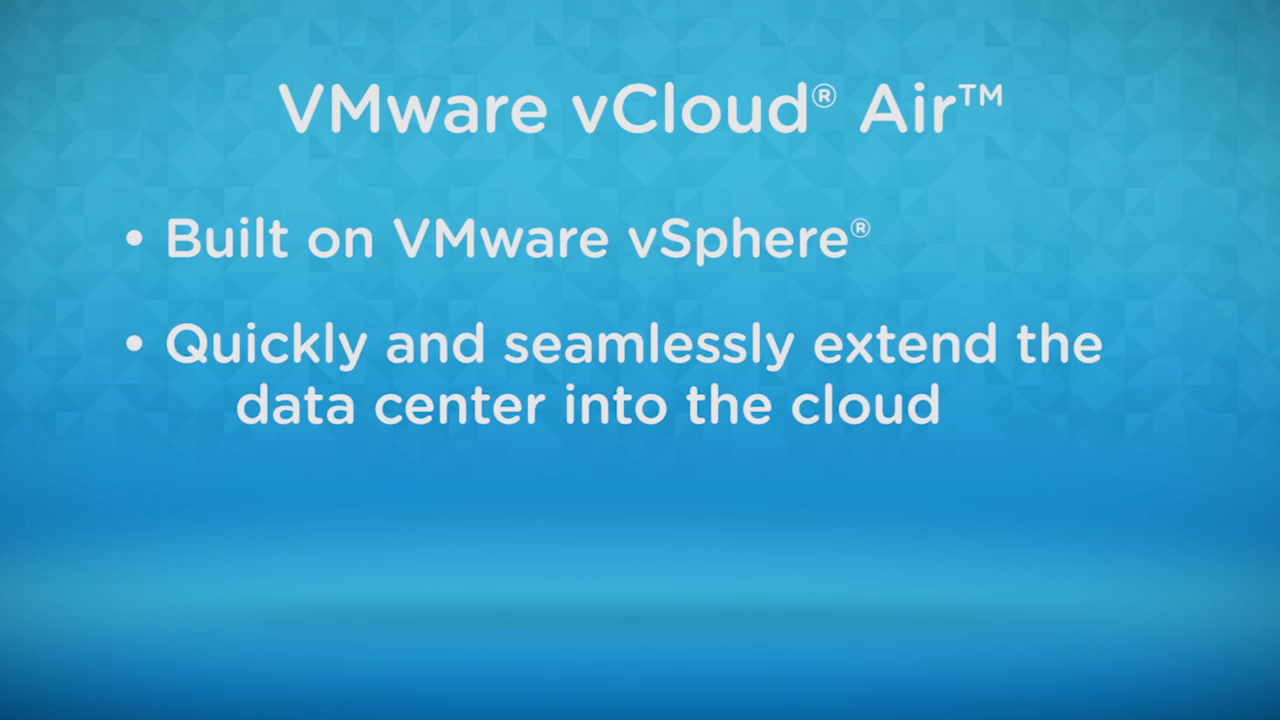 VMware vCloud® Air™
• Built on VMware vSphere®
• Quickly and seamlessly extend the
data center into the cloud